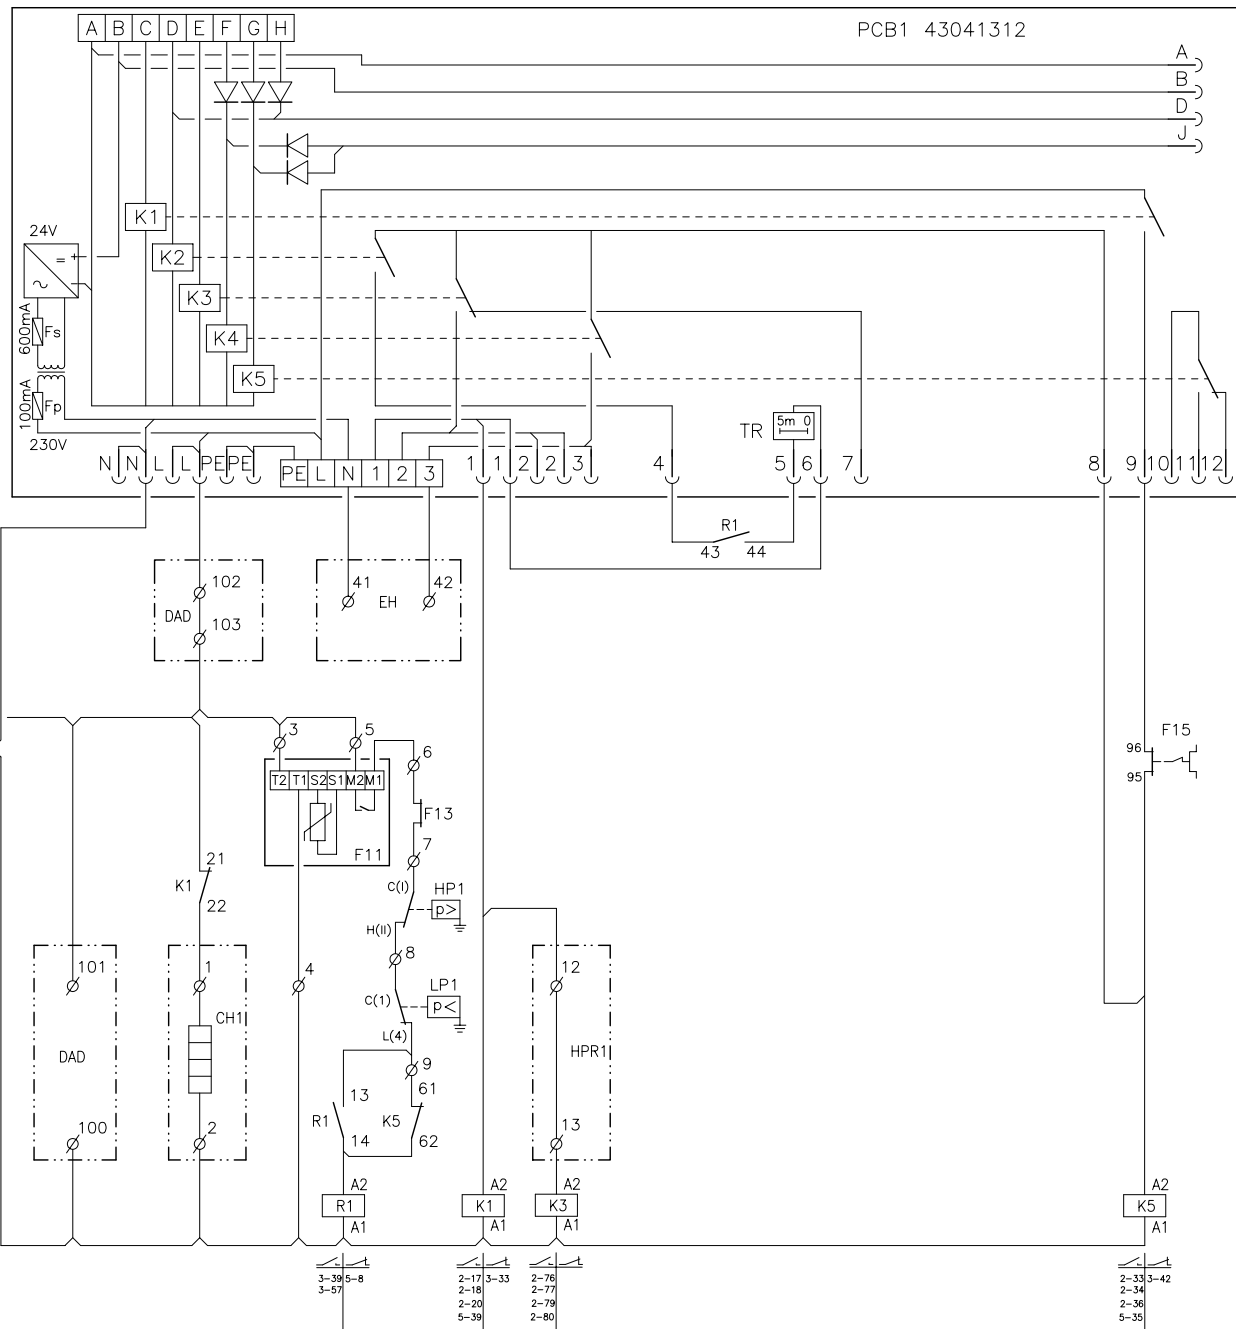 A B C D E F G H
PCB1 43041312
A
B
D
J
K1
24V
= +
~
K2
K3
600mA
Fs
K4
K5
100mA
Fp
5m 0
TR
230V
N N L L PE PE
PE L N 1 2 3
1 1 2 2 3
4
5 6 7
8 9 10 11 12
R1
43 44
102
DAD
103
41 EH 42
3 5
6
F15
96
95
T2 T1 S2 S1 M2 M1
F13
F11
7
21
K1
22
C(I) HP1
p>
H(II)
8
101
1
4
12
LP1
C(1)
p<
L(4)
CH1
DAD
HPR1
9
13 61
R1 K5
14 62
100
2
13
A2 A2 A2 A2
R1 K1 K3 K5
A1 A1 A1 A1
3-39 5-8
3-57
2-17 3-33
2-18
2-20
5-39
2-76
2-77
2-79
2-80
2-33 3-42
2-34
2-36
5-35